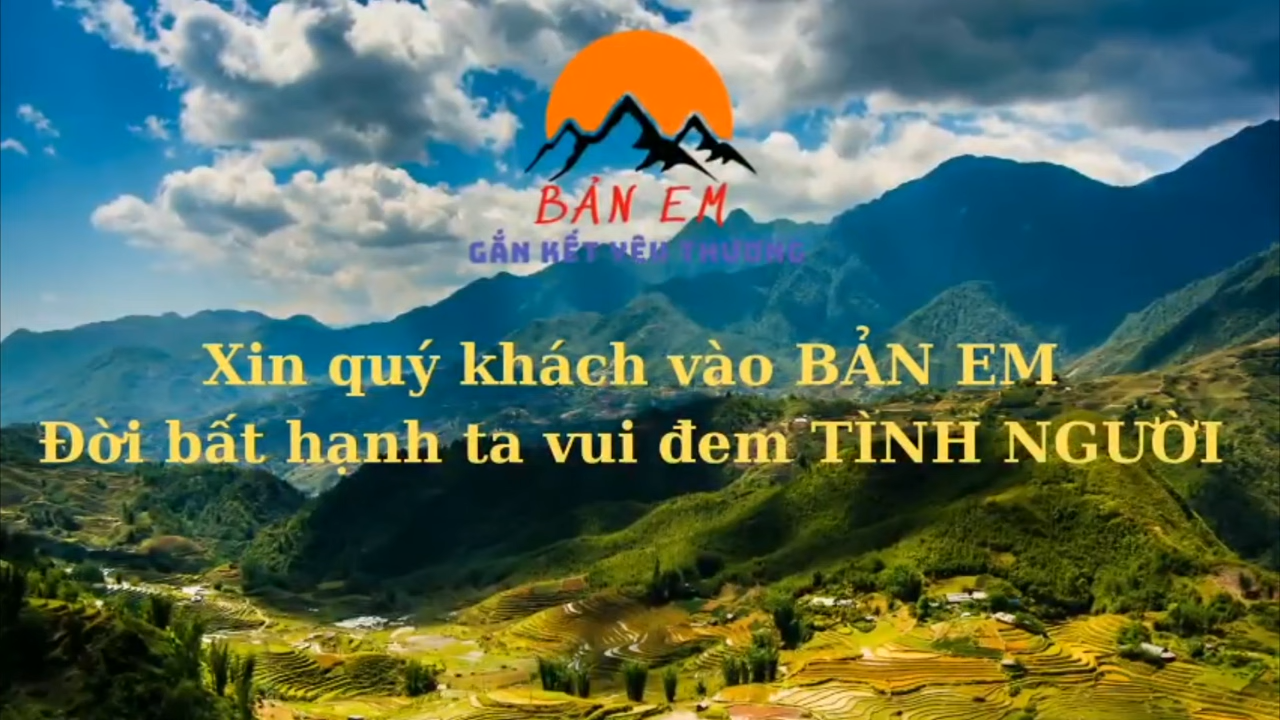 BẢN EM
GẮN KẾT YÊU THƯƠNG
Xin quý khách vào BẢN EM
Đời bất hạnh ta vui đem TÌNH NGƯỜI